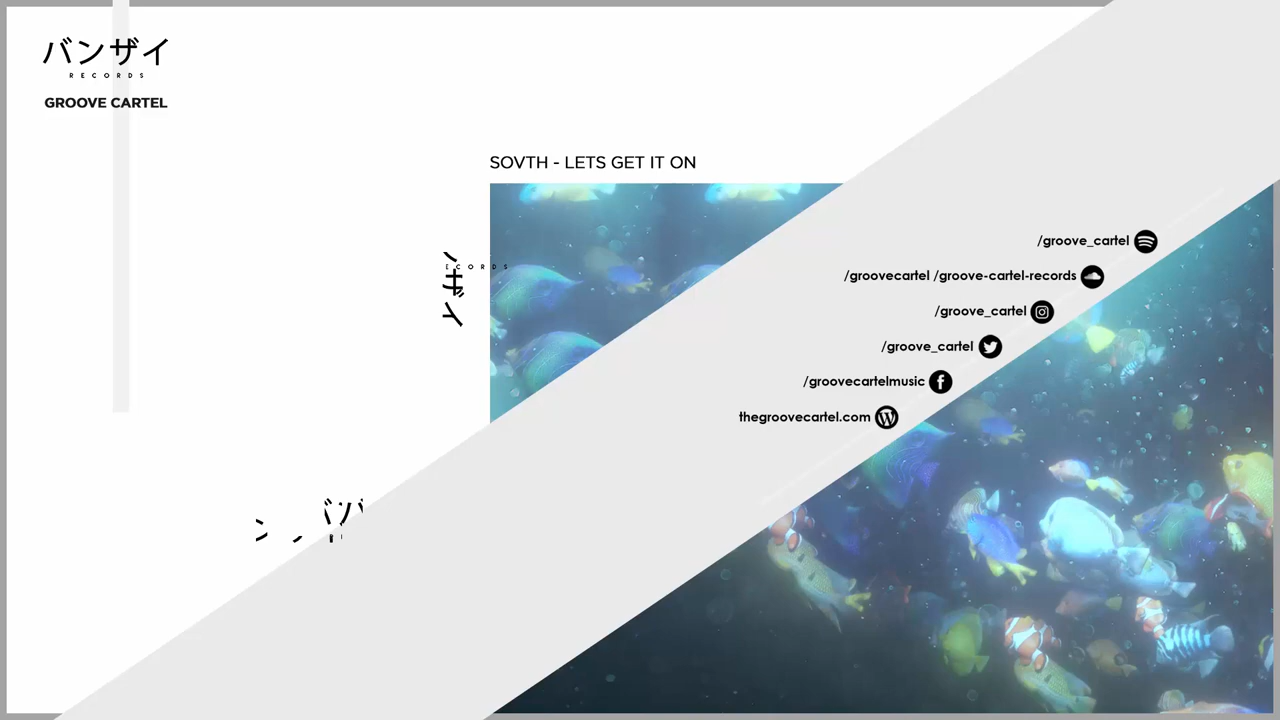 バンザイ
RECORDS
GROOVE CARTEL
SOVTH - LETS GET IT ON
/groove_cartel
/groovecartel /groove-cartel-records
/groove_cartel
/groove_cartel
/groovecartelmusic
thegroovecartel.com